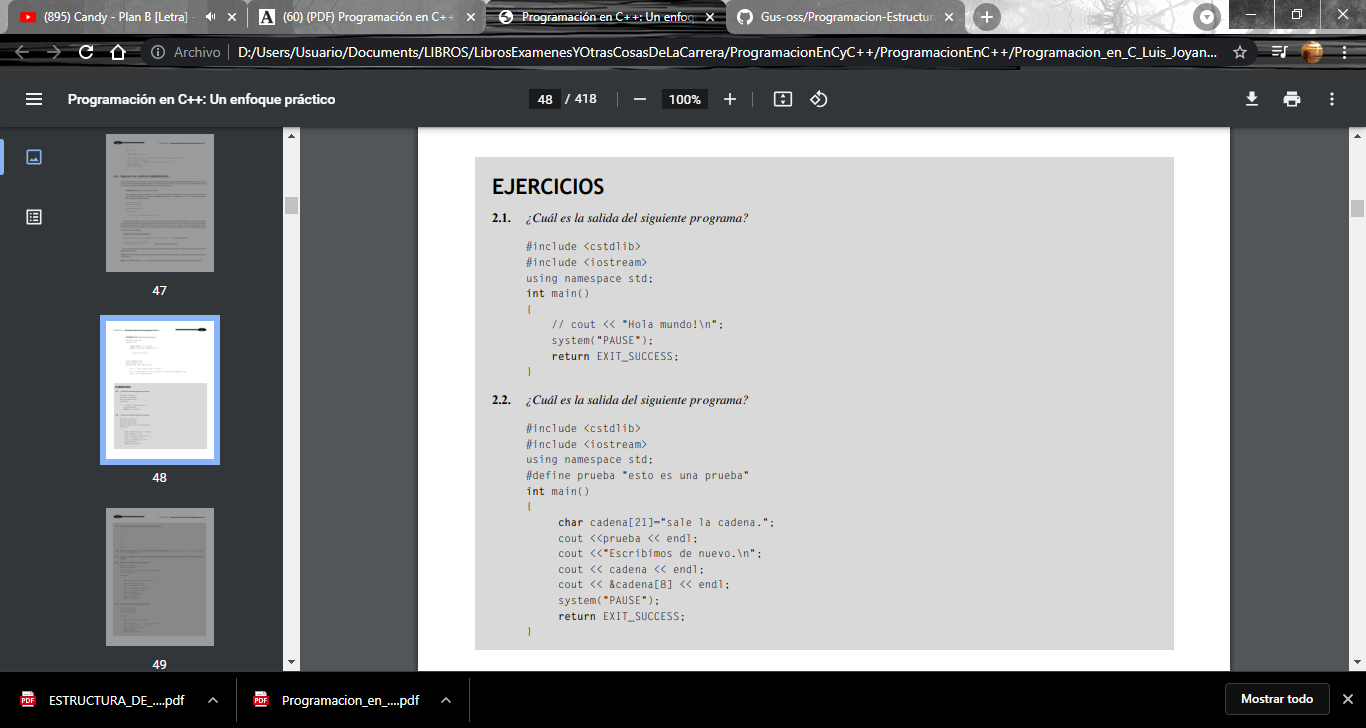 (895) Candy - Plan B [Letra]
(60) (PDF) Programación en C++
Programación en C++: Un enfoq
Gus-oss/Programacion-Estructur
Archivo
D:/Users/Usuario/Documents/LIBROS/LibrosExamenesYOtrasCosasDeLaCarrera/ProgramacionEnCyC++/ProgramacionEnC++/Programacion_en_C_Luis_Joyan...
Programación en C++: Un enfoque práctico
48 / 418
100%
47
48
49
EJERCICIOS
2.1. ¿Cuál es la salida del siguiente programa?
#include <cstdlib>
#include <iostream>
using namespace std;
int main()
{
// cout << "Hola mundo!\n";
system("PAUSE");
return EXIT_SUCCESS;
}
2.2. ¿Cuál es la salida del siguiente programa?
#include <cstdlib>
#include <iostream>
using namespace std;
#define prueba "esto es una prueba"
int main()
{
char cadena[21]="sale la cadena.";
cout <<prueba << endl;
cout <<"Escribimos de nuevo.\n";
cout << cadena << endl;
cout << &cadena[8] << endl;
system("PAUSE");
return EXIT_SUCCESS;
}
ESTRUCTURA_DE_....pdf
Programacion_en_....pdf
Mostrar todo